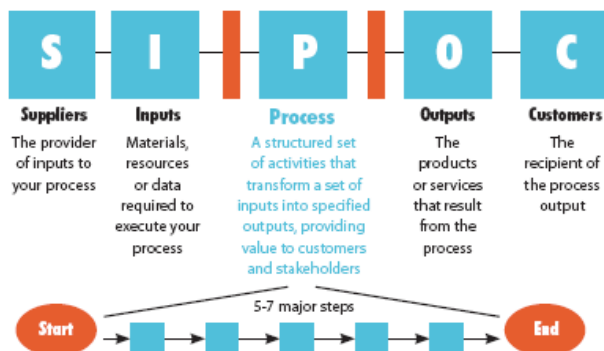 S I P O C
Suppliers
The provider
of inputs to
your process
Inputs
Materials,
resources
or data
required to
execute your
process
Process
A structured set
of activities that
transform a set of
inputs into specified
outputs, providing
value to customers
and stakeholders
Outputs
The
products
or services
that result
from the
process
Customers
The
recipient of
the process
output
5-7 major steps
Start
End